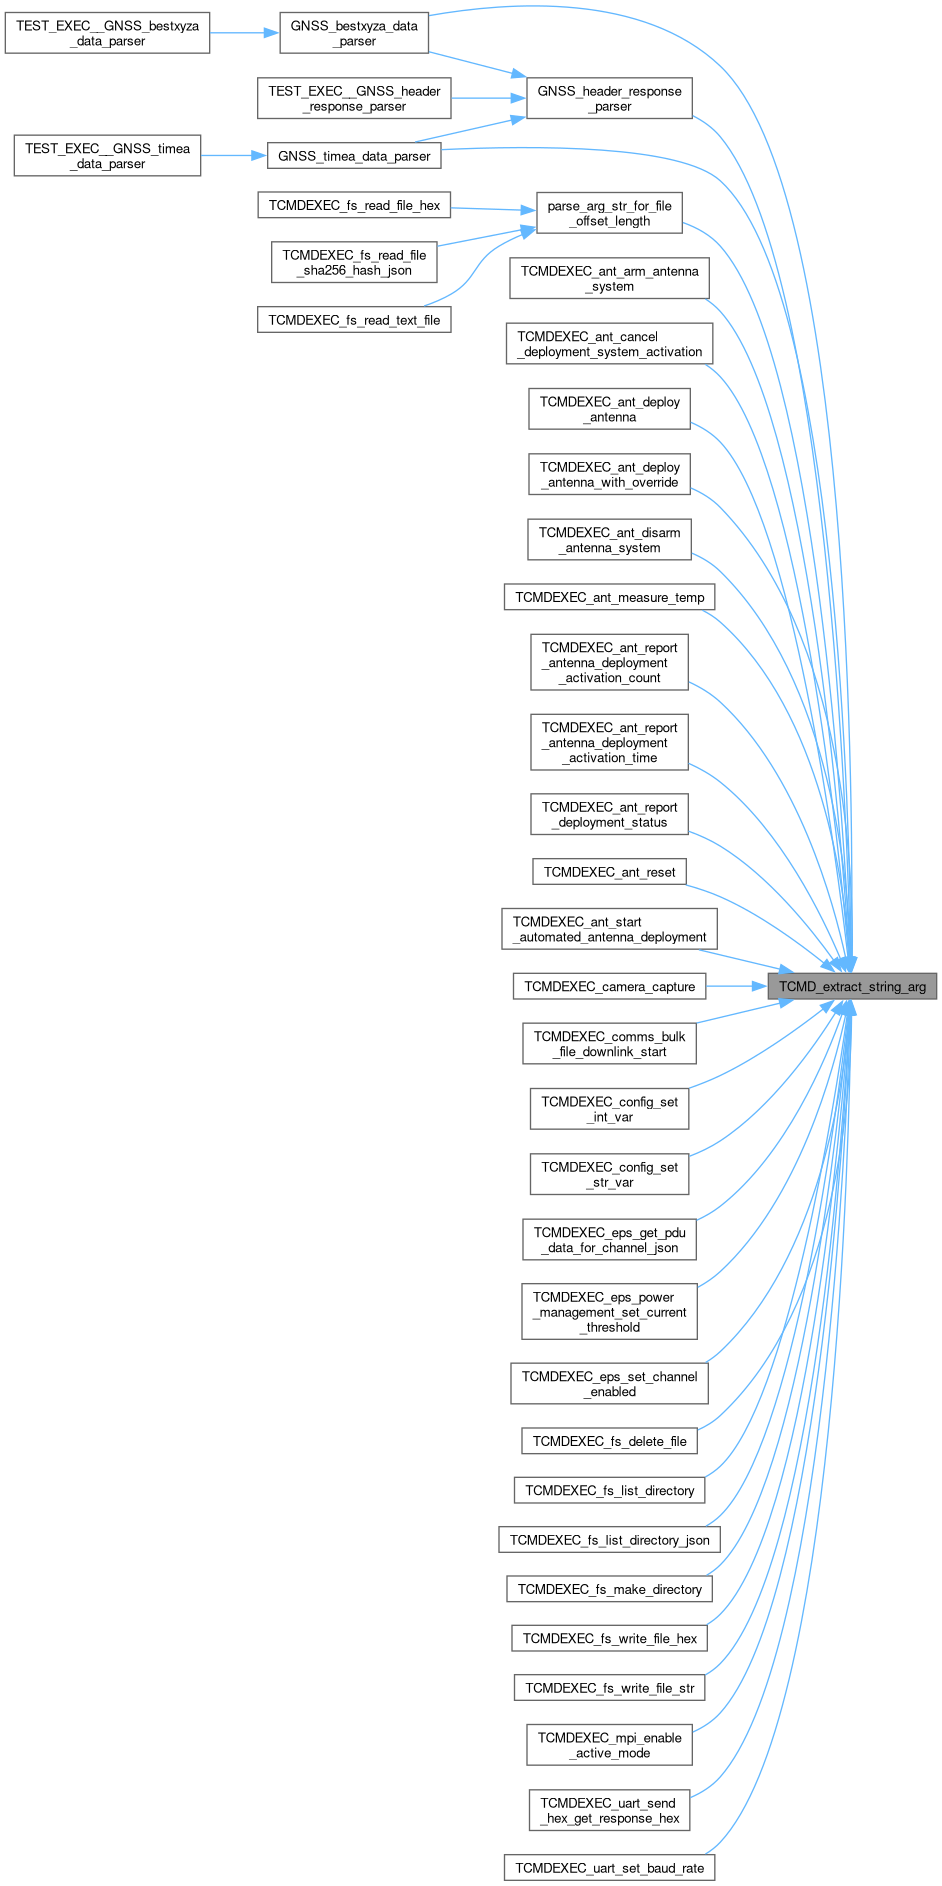 TEST_EXEC__GNSS_bestxyza
_data_parser
GNSS_bestxyza_data
_parser
TEST_EXEC__GNSS_header
_response_parser
GNSS_header_response
_parser
TEST_EXEC__GNSS_timea
_data_parser
GNSS_timea_data_parser
TCMDEXEC_fs_read_file_hex
parse_arg_str_for_file
_offset_length
TCMDEXEC_fs_read_file
_sha256_hash_json
TCMDEXEC_fs_read_text_file
TCMDEXEC_ant_arm_antenna
_system
TCMDEXEC_ant_cancel
_deployment_system_activation
TCMDEXEC_ant_deploy
_antenna
TCMDEXEC_ant_deploy
_antenna_with_override
TCMDEXEC_ant_disarm
_antenna_system
TCMDEXEC_ant_measure_temp
TCMDEXEC_ant_report
_antenna_deployment
_activation_count
TCMDEXEC_ant_report
_antenna_deployment
_activation_time
TCMDEXEC_ant_report
_deployment_status
TCMDEXEC_ant_reset
TCMDEXEC_ant_start
_automated_antenna_deployment
TCMD_extract_string_arg
TCMDEXEC_camera_capture
TCMDEXEC_comms_bulk
_file_downlink_start
TCMDEXEC_config_set
_int_var
TCMDEXEC_config_set
_str_var
TCMDEXEC_eps_get_pdu
_data_for_channel_json
TCMDEXEC_eps_power
_management_set_current
_threshold
TCMDEXEC_eps_set_channel
_enabled
TCMDEXEC_fs_delete_file
TCMDEXEC_fs_list_directory
TCMDEXEC_fs_list_directory_json
TCMDEXEC_fs_make_directory
TCMDEXEC_fs_write_file_hex
TCMDEXEC_fs_write_file_str
TCMDEXEC_mpi_enable
_active_mode
TCMDEXEC_uart_send
_hex_get_response_hex
TCMDEXEC_uart_set_baud_rate